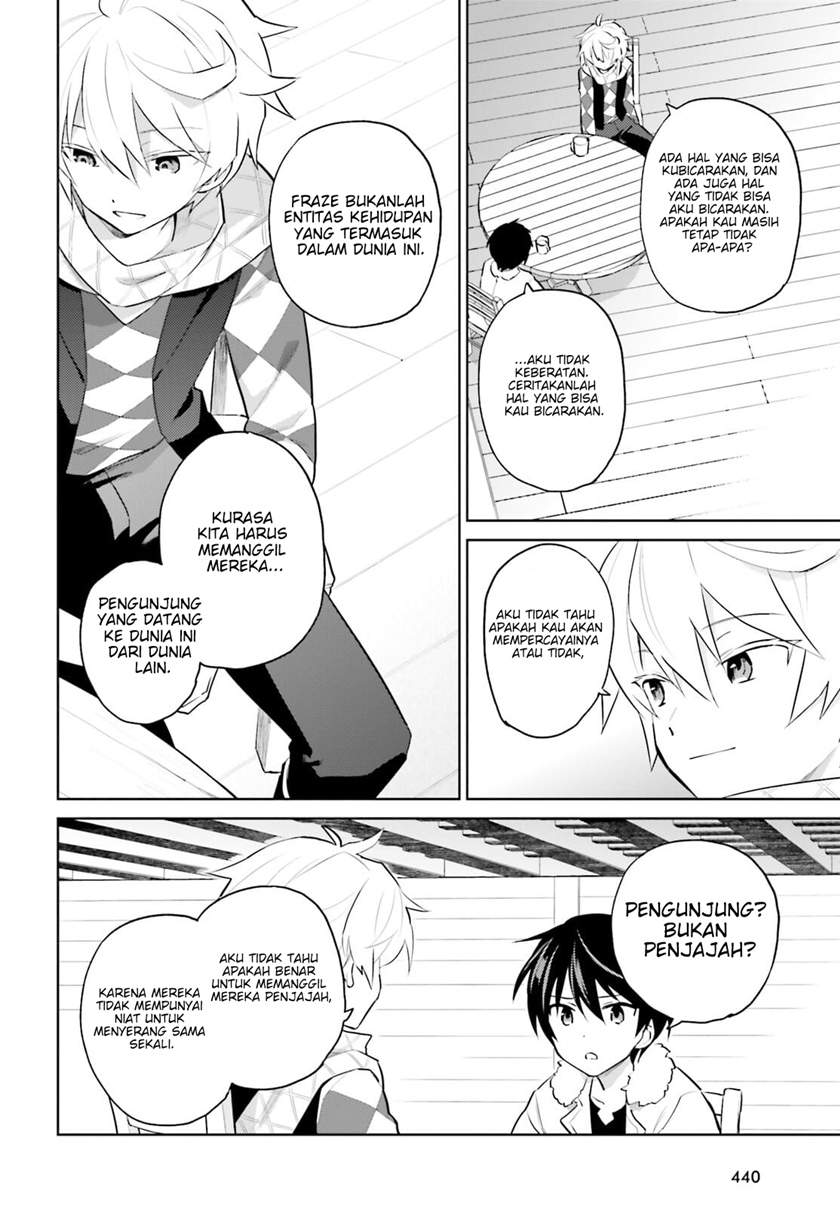 ADA HAL YANG BISA
KUBICARAKAN, DAN
ADA JUGA HAL
YANG TIDAK BISA
AKU BICARAKAN.
APAKAH KAU MASIH
TETAP TIDAK
APA-APA?
...AKU TIDAK
KEBERATAN.
CERITAKANLAH
HAL YANG BISA
KAU BICARAKAN.
AKU TIDAK TAHU
APAKAH KAU AKAN
MEMPERCAYAINYA
ATAU TIDAK,
FRAZE BUKANLAH
ENTITAS KEHIDUPAN
YANG TERMASUK
DALAM DUNIA INI.
KURASA
KITA HARUS
MEMANGGIL
MEREKA...
PENGUNJUNG
YANG DATANG
KE DUNIA INI
DARI DUNIA
LAIN.
PENGUNJUNG?
BUKAN
PENJAJAH?
AKU TIDAK TAHU
APAKAH BENAR
UNTUK MEMANGGIL
MEREKA PENJAJAH,
KARENA MEREKA
TIDAK MEMPUNYAI
NIAT UNTUK
MENYERANG SAMA
SEKALI.
440